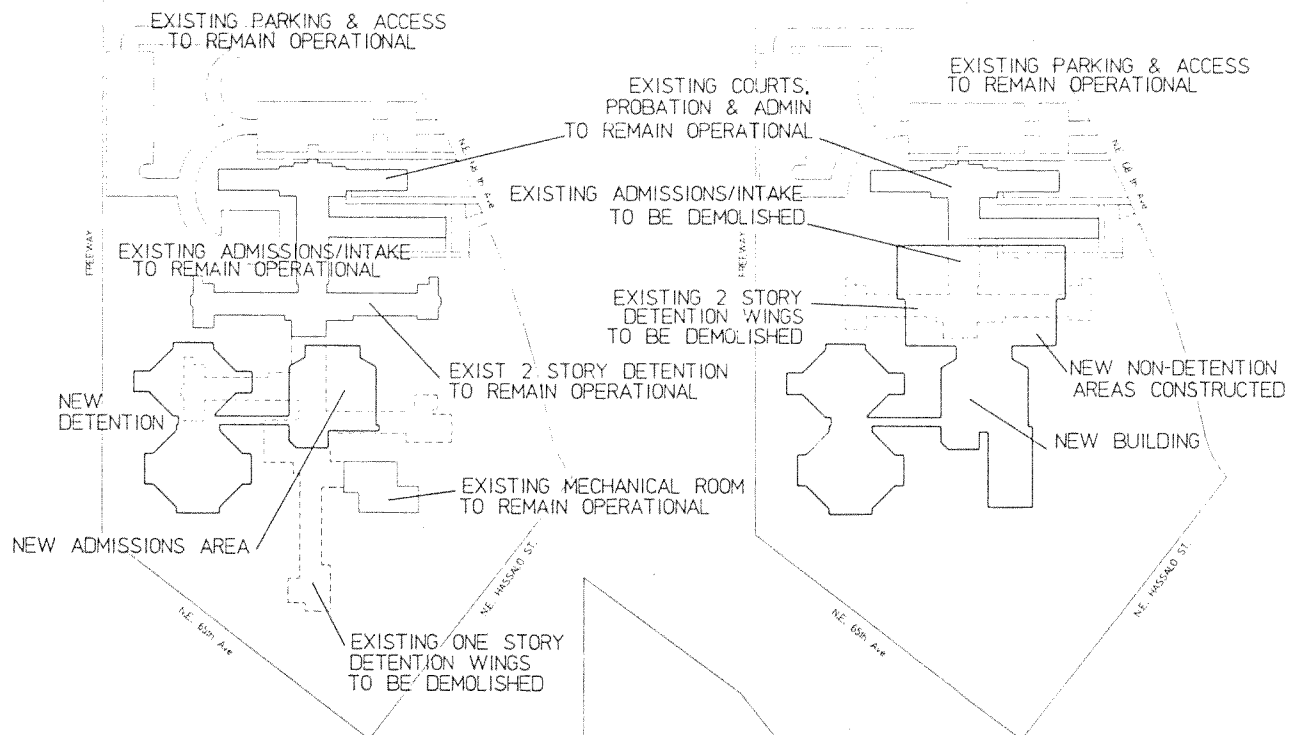 EXISTING PARKING & ACCESS
TO REMAIN OPERATIONAL
EXISTING COURTS,
PROBATION & ADMIN
TO REMAIN OPERATIONAL
EXISTING PARKING & ACCESS
TO REMAIN OPERATIONAL
N.E. 68th Ave
N.E. 68th Ave
EXISTING ADMISSIONS/INTAKE
TO BE DEMOLISHED
FREEWAY
EXISTING ADMISSIONS/INTAKE
TO REMAIN OPERATIONAL
FREEWAY
EXISTING 2 STORY
DETENTION WINGS
TO BE DEMOLISHED
EXIST 2 STORY DETENTION
TO REMAIN OPERATIONAL
NEW NON-DETENTION
AREAS CONSTRUCTED
NEW
DETENTION
NEW BUILDING
EXISTING MECHANICAL ROOM
TO REMAIN OPERATIONAL
NEW ADMISSIONS AREA
N.E. HASSALO ST.
N.E. HASSALO ST.
N.E. 65th Ave
N.E. 65th Ave
EXISTING ONE STORY
DETENTION WINGS
TO BE DEMOLISHED